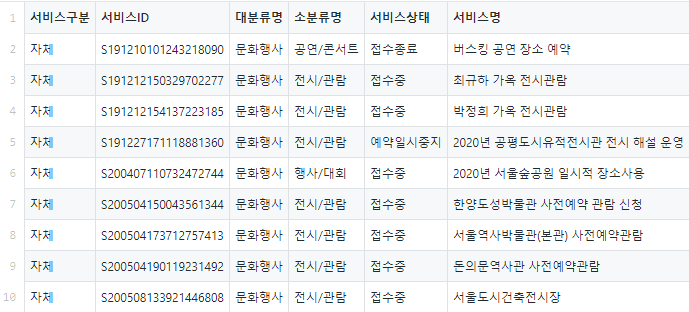 1 서비스구분 서비스ID 대분류명 소분류명 서비스상태 서비스명
2 자체 S191210101243218090 문화행사 공연/콘서트 접수종료 버스킹 공연 장소 예약
3 자체 S191212150329702277 문화행사 전시/관람 접수중 최규하 가옥 전시관람
4 자체 S191212154137223185 문화행사 전시/관람 접수중 박정희 가옥 전시관람
5 자체 S191227171118881360 문화행사 전시/관람 예약일시중지 2020년 공평도시유적전시관 전시 해설 운영
6 자체 S200407110732472744 문화행사 행사/대회 접수중 2020년 서울숲공원 일시적 장소사용
7 자체 S200504150043561344 문화행사 전시/관람 접수중 한양도성박물관 사전예약 관람 신청
8 자체 S200504173712757413 문화행사 전시/관람 접수중 서울역사박물관(본관) 사전예약관람
9 자체 S200504190119231492 문화행사 전시/관람 접수중 돈의문역사관 사전예약관람
10 자체 S200508133921446808 문화행사 전시/관람 접수중 서울도시건축전시장